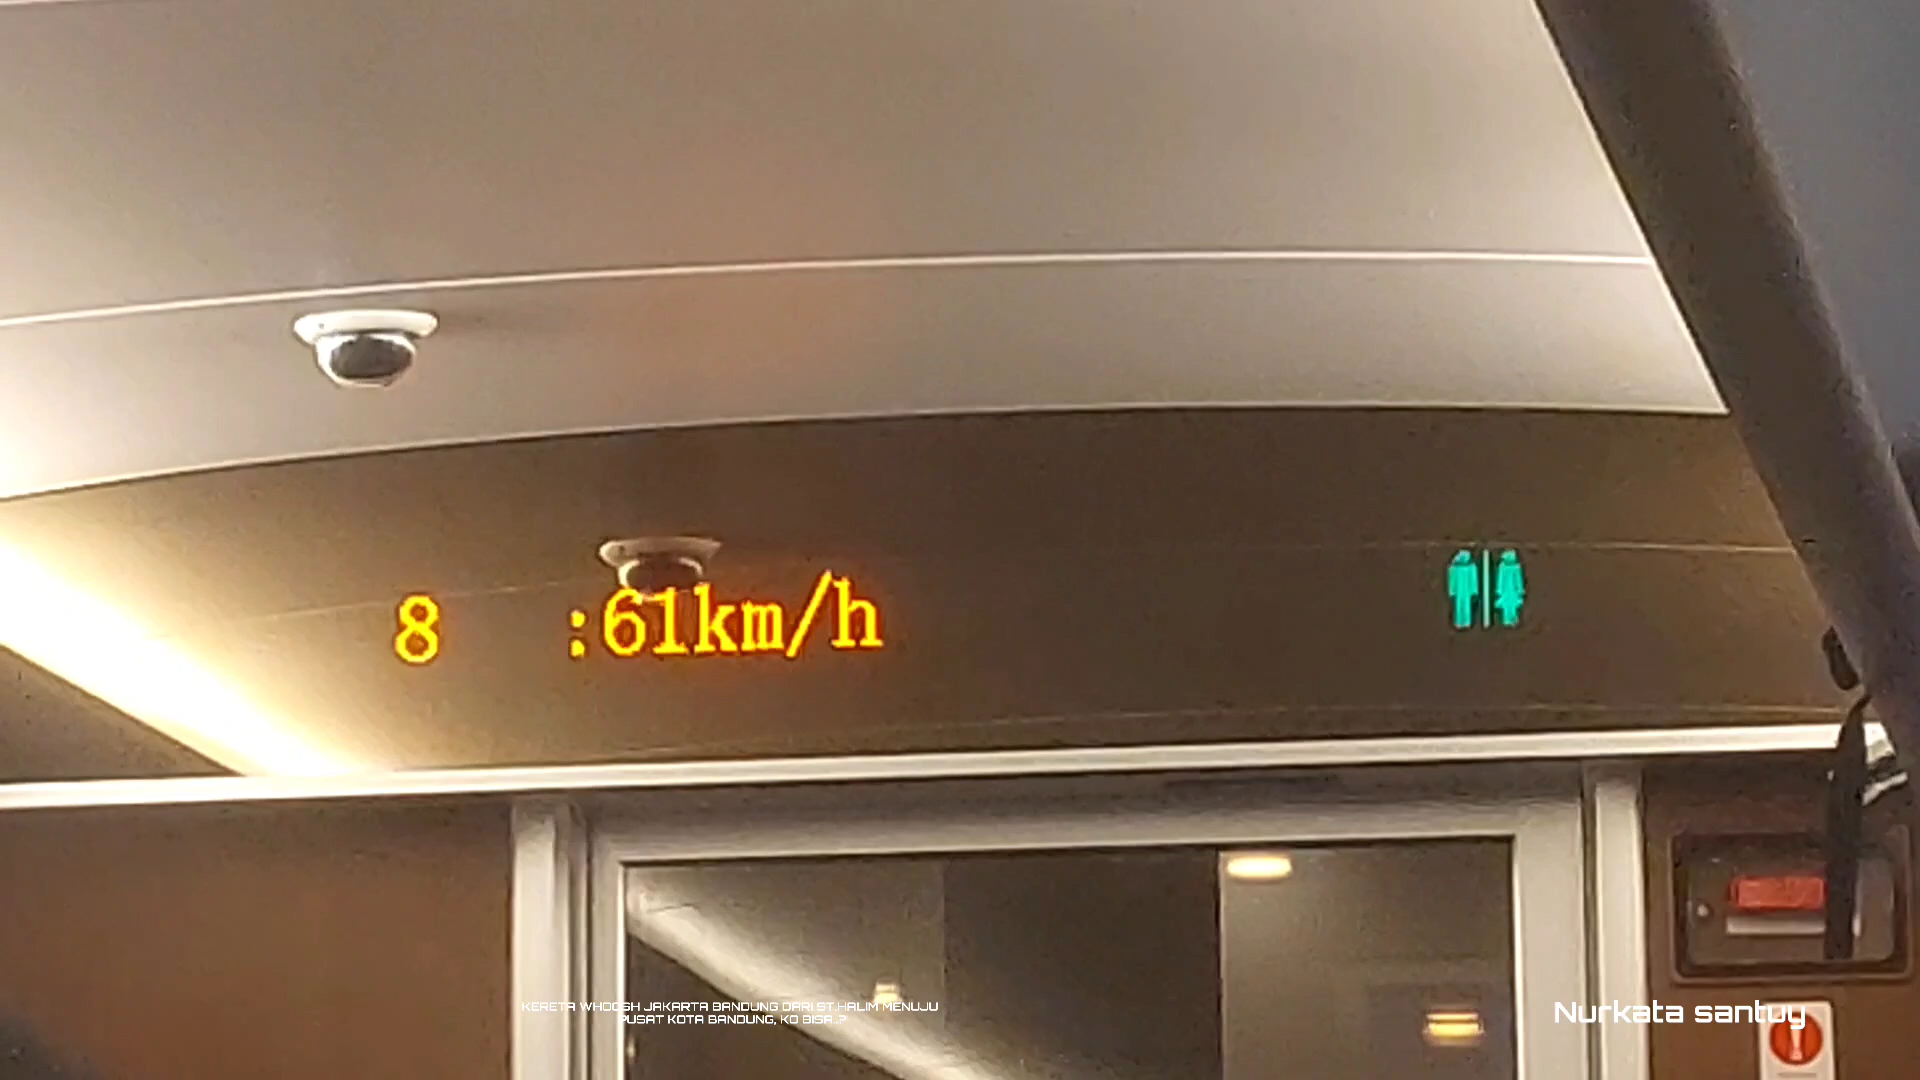 8 :61km/h
KERETA WHOOSH JAKARTA BANDUNG DARI ST.HALIM MENUJU
PUSAT KOTA BANDUNG, KO BISA..?
Nurkata santuy